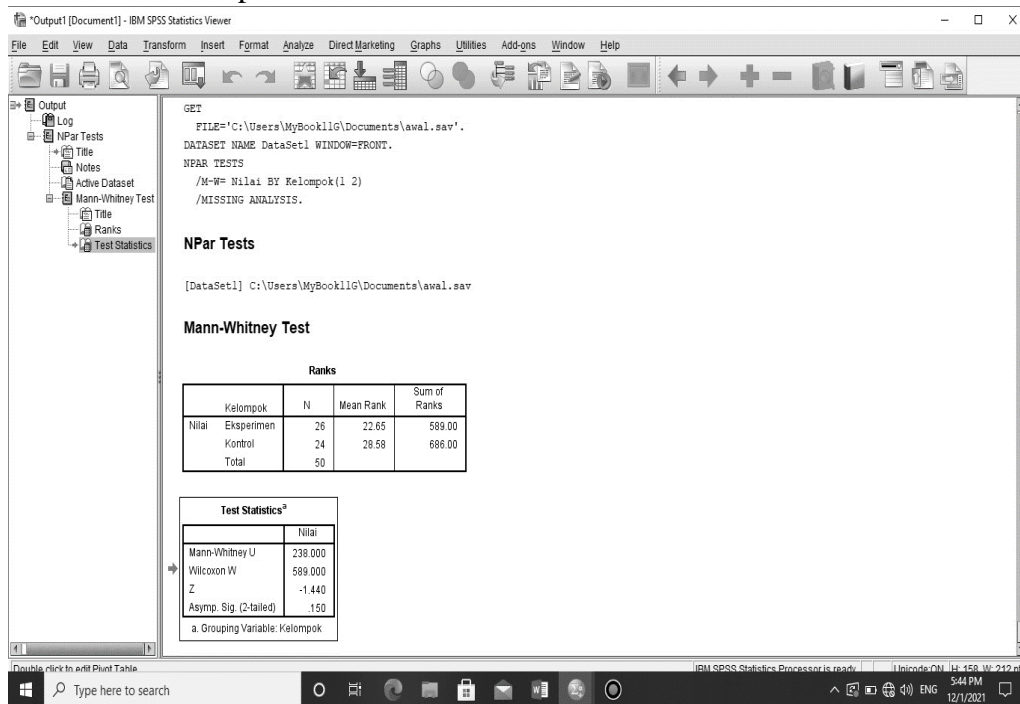 *Output1 [Document1] - IBM SPSS Statistics Viewer
File Edit View Data Transform Insert Format Analyze Direct Marketing Graphs Utilities Add-ons Window Help
Output
Log
NPar Tests
Title
Notes
Active Dataset
Mann-Whitney Test
Title
Ranks
Test Statistics
GET
FILE='C:\Users\MyBook11G\Documents\awal.sav'.
DATASET NAME DataSet1 WINDOW=FRONT.
NPAR TESTS
/M-W= Nilai BY Kelompok(1 2)
/MISSING ANALYSIS.
NPar Tests
[DataSet1] C:\Users\MyBook11G\Documents\awal.sav
Mann-Whitney Test
Ranks
Kelompok N Mean Rank Sum of Ranks
Nilai Eksperimen 26 22.65 589.00
Kontrol 24 28.58 686.00
Total 50
Test Statistics^a
Nilai
Mann-Whitney U 238.000
Wilcoxon W 589.000
Z -1.440
Asymp. Sig. (2-tailed) .150
a. Grouping Variable: Kelompok
Double click to edit Pivot Table
IBM SPSS Statistics Processor is ready Unicode:ON H: 158, W: 212 pt
Type here to search
ENG 5:44 PM
12/1/2021